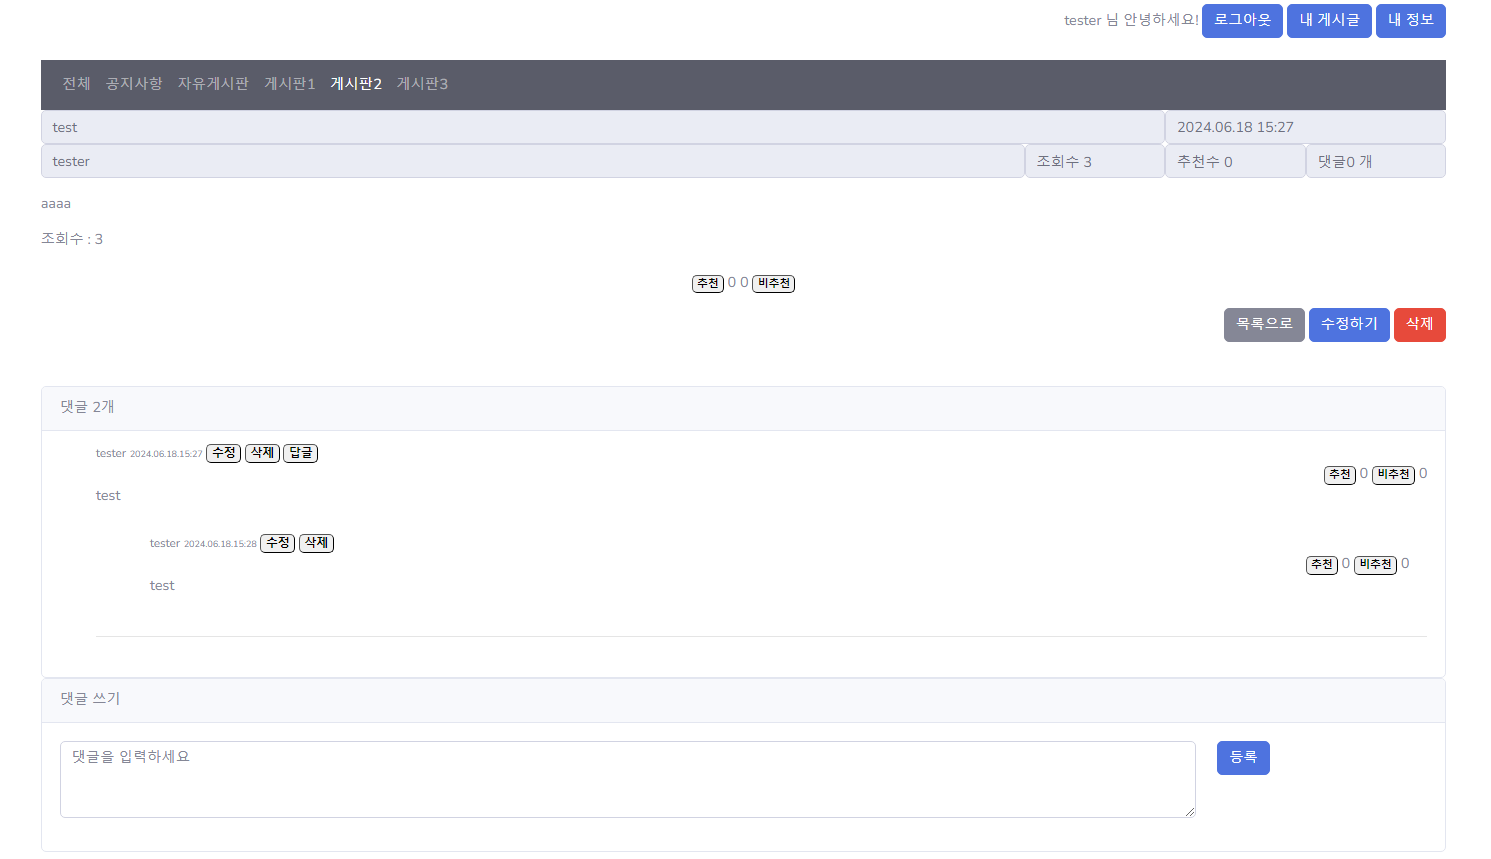 tester 님 안녕하세요! 로그아웃 내 게시글 내 정보
전체 공지사항 자유게시판 게시판1 게시판2 게시판3
test 2024.06.18 15:27
tester 조회수 3 추천수 0 댓글0 개
aaaa
조회수 : 3
추천 0 0 비추천
목록으로 수정하기 삭제
댓글 2개
tester 2024.06.18.15:27 수정 삭제 답글
추천 0 비추천 0
test
tester 2024.06.18.15:28 수정 삭제
추천 0 비추천 0
test
댓글 쓰기
댓글을 입력하세요 등록